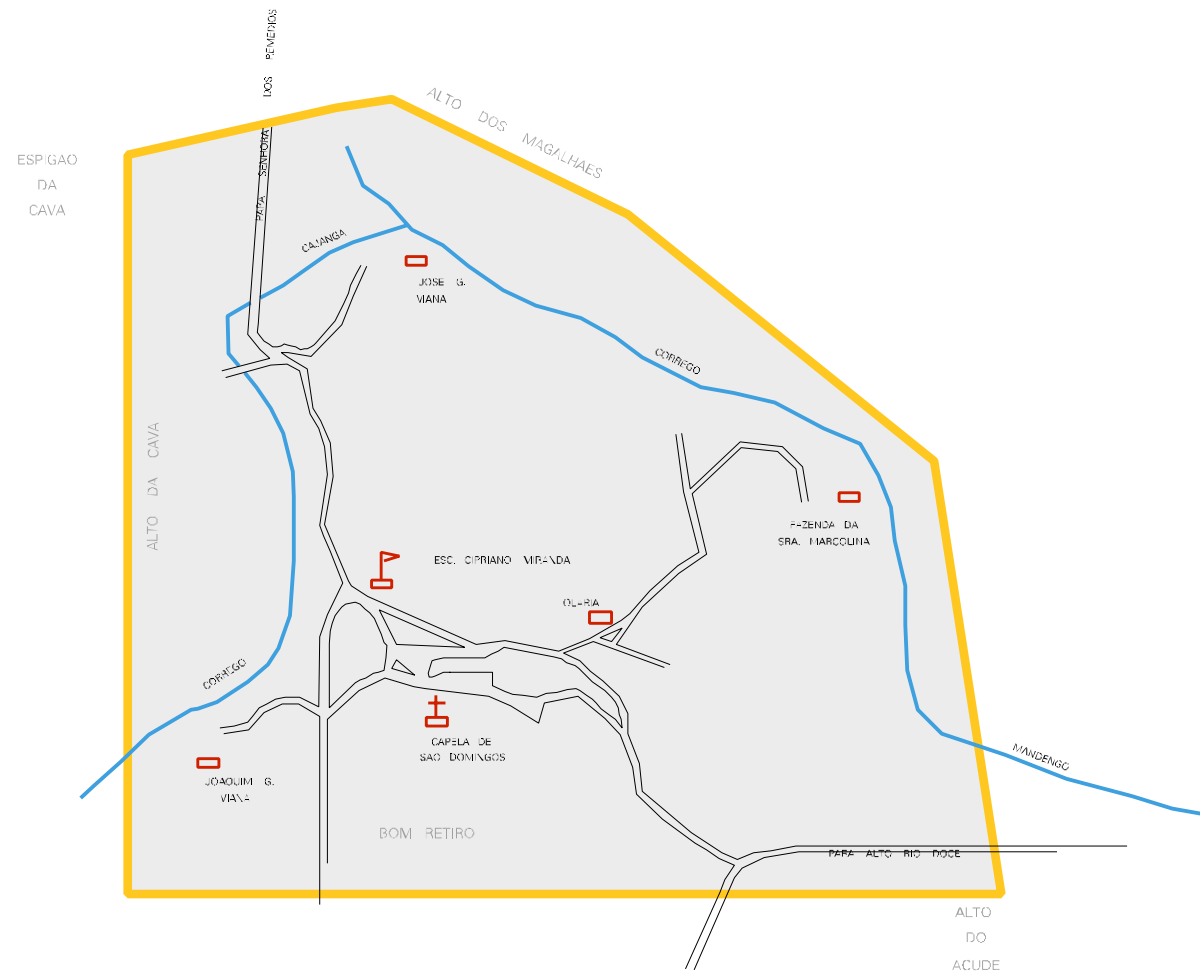 PARA SENHORA DOS REMEDIOS
ALTO DOS MAGALHAES
ESPIGAO
DA
CAVA
CAJANGA
JOSE G.
VIANA
CORREGO
ALTO DA CAVA
FAZENDA DA
SRA. MARCOLINA
ESC. CIPRIANO MIRANDA
OLARIA
CORREGO
CAPELA DE
SAO DOMINGOS
MANDENGO
JOAQUIM G.
VIANA
BOM RETIRO
PARA ALTO RIO DOCE
ALTO
DO
ACUDE